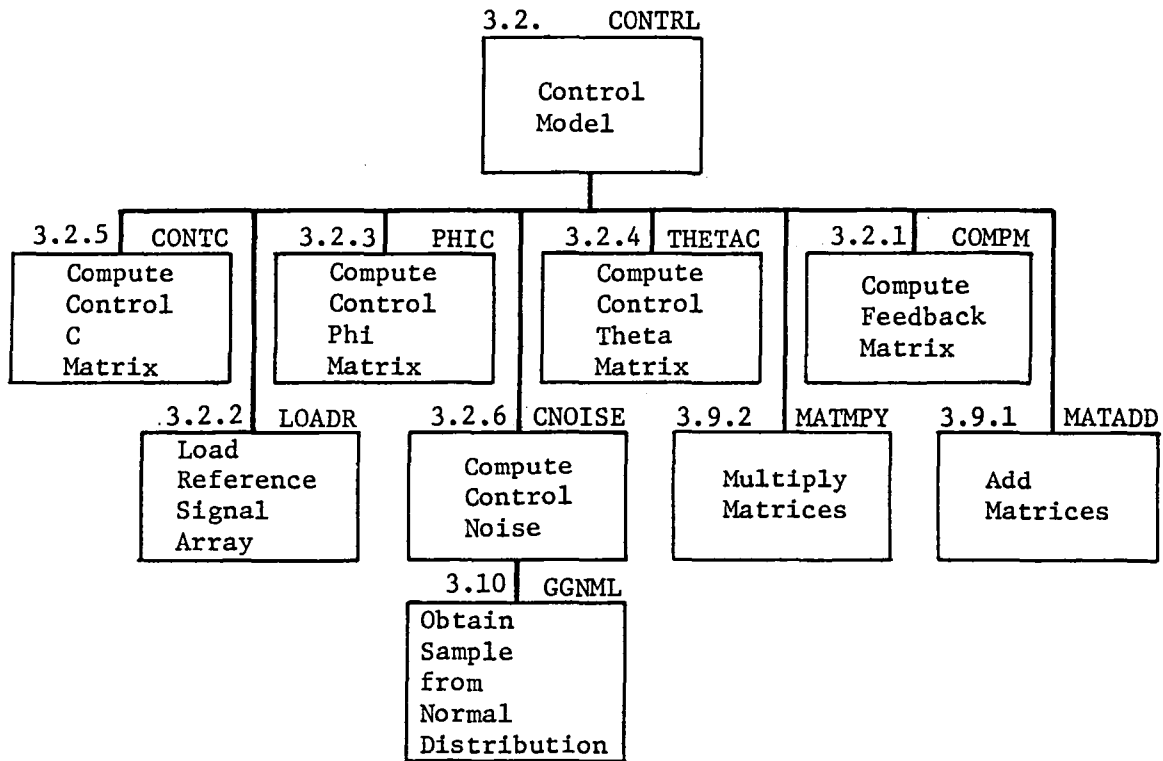 3.2. CONTRL
Control
Model
3.2.5 CONTC
Compute
Control
C
Matrix
3.2.3 PHIC
Compute
Control
Phi
Matrix
3.2.4 THETAC
Compute
Control
Theta
Matrix
3.2.1 COMPM
Compute
Feedback
Matrix
3.2.2 LOADR
Load
Reference
Signal
Array
3.2.6 CNOISE
Compute
Control
Noise
3.9.2 MATMPY
Multiply
Matrices
3.9.1 MATADD
Add
Matrices
3.10 GGNML
Obtain
Sample
from
Normal
Distribution